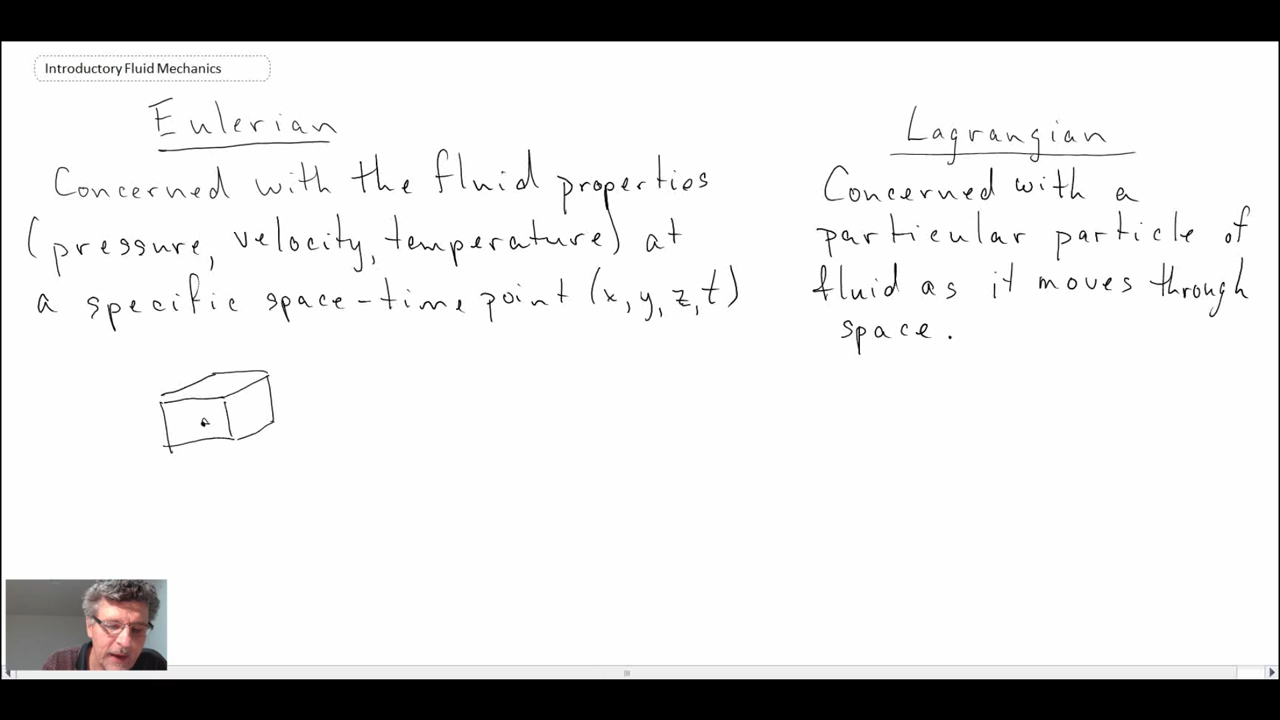 Introductory Fluid Mechanics
Eulerian
Concerned with the fluid properties
(pressure, velocity, temperature) at
a specific space-time point (x, y, z, t)
Lagrangian
Concerned with a
particular particle of
fluid as it moves through
space.